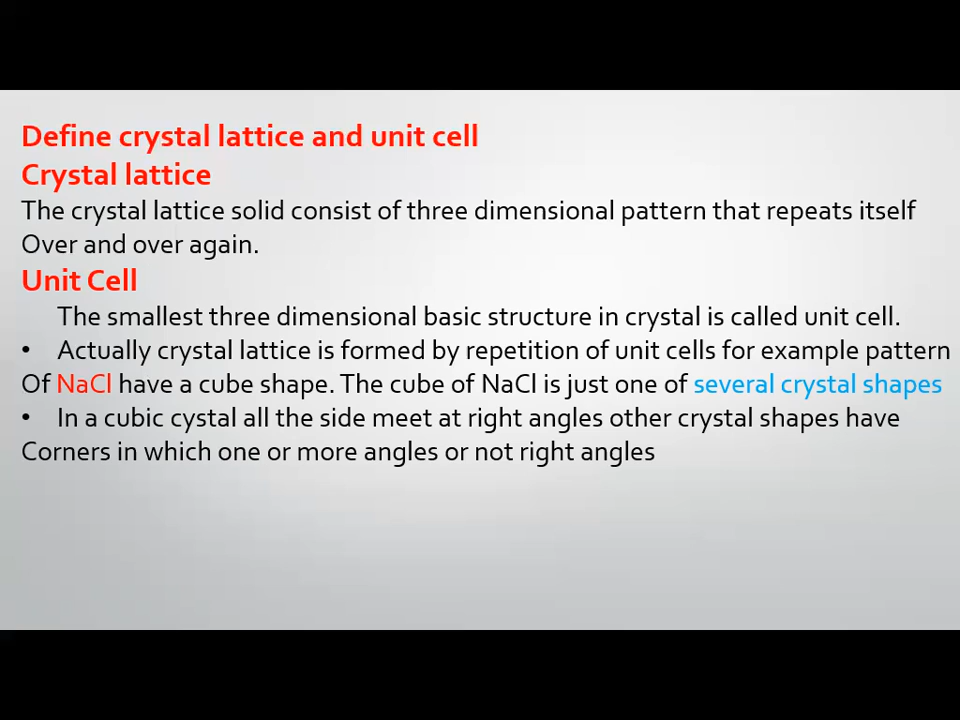 Define crystal lattice and unit cell
Crystal lattice
The crystal lattice solid consist of three dimensional pattern that repeats itself
Over and over again.
Unit Cell
The smallest three dimensional basic structure in crystal is called unit cell.
• Actually crystal lattice is formed by repetition of unit cells for example pattern
Of NaCl have a cube shape. The cube of NaCl is just one of several crystal shapes
• In a cubic cystal all the side meet at right angles other crystal shapes have
Corners in which one or more angles or not right angles